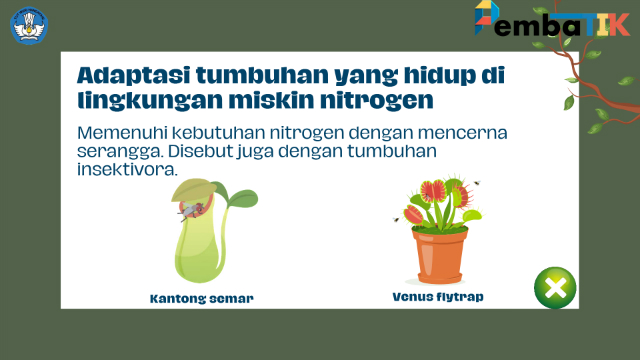 PembaTIK
Adaptasi tumbuhan yang hidup di
lingkungan miskin nitrogen
Memenuhi kebutuhan nitrogen dengan mencerna
serangga. Disebut juga dengan tumbuhan
insektivora.
Kantong semar
Venus flytrap